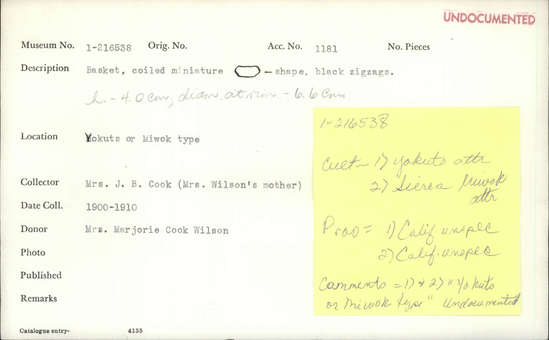 UNDOCUMENTED
Museum No. 1-216538 Orig. No. Acc. No. 1181 No. Pieces
Description Basket, coiled miniature -shape, black zigzags.
h - 4.0 cm, diam. at rim - 6.6 cm
Location Yokuts or Miwok type
Collector Mrs. J. B. Cook (Mrs. Wilson's mother)
Date Coll. 1900-1910
Donor Mrs. Marjorie Cook Wilson
Photo
Published
Remarks
Catalogue entry- 4135
1-216538
Cult = 1) Yokuts attr
2) Sierra Miwok
attr
Prov = 1) Calif unspec
2) Calif. unspec
Comments = 1) + 2) "Yokuts
or Miwok type" Undocumented